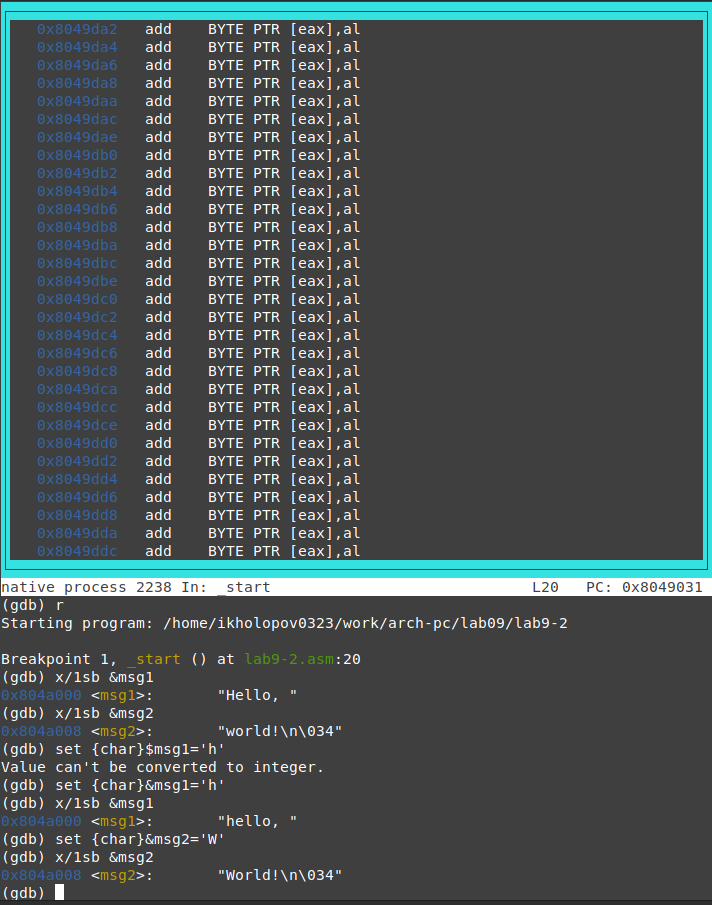 0x8049da2 add BYTE PTR [eax],al
0x8049da4 add BYTE PTR [eax],al
0x8049da6 add BYTE PTR [eax],al
0x8049da8 add BYTE PTR [eax],al
0x8049daa add BYTE PTR [eax],al
0x8049dac add BYTE PTR [eax],al
0x8049dae add BYTE PTR [eax],al
0x8049db0 add BYTE PTR [eax],al
0x8049db2 add BYTE PTR [eax],al
0x8049db4 add BYTE PTR [eax],al
0x8049db6 add BYTE PTR [eax],al
0x8049db8 add BYTE PTR [eax],al
0x8049dba add BYTE PTR [eax],al
0x8049dbc add BYTE PTR [eax],al
0x8049dbe add BYTE PTR [eax],al
0x8049dc0 add BYTE PTR [eax],al
0x8049dc2 add BYTE PTR [eax],al
0x8049dc4 add BYTE PTR [eax],al
0x8049dc6 add BYTE PTR [eax],al
0x8049dc8 add BYTE PTR [eax],al
0x8049dca add BYTE PTR [eax],al
0x8049dcc add BYTE PTR [eax],al
0x8049dce add BYTE PTR [eax],al
0x8049dd0 add BYTE PTR [eax],al
0x8049dd2 add BYTE PTR [eax],al
0x8049dd4 add BYTE PTR [eax],al
0x8049dd6 add BYTE PTR [eax],al
0x8049dd8 add BYTE PTR [eax],al
0x8049dda add BYTE PTR [eax],al
0x8049ddc add BYTE PTR [eax],al
native process 2238 In: _start L20 PC: 0x8049031
(gdb) r
Starting program: /home/ikholopov0323/work/arch-pc/lab09/lab9-2
Breakpoint 1, _start () at lab9-2.asm:20
(gdb) x/1sb &msg1
0x804a000 <msg1>: "Hello, "
(gdb) x/1sb &msg2
0x804a008 <msg2>: "world!\n\034"
(gdb) set {char}$msg1='h'
Value can't be converted to integer.
(gdb) set {char}&msg1='h'
(gdb) x/1sb &msg1
0x804a000 <msg1>: "hello, "
(gdb) set {char}&msg2='W'
(gdb) x/1sb &msg2
0x804a008 <msg2>: "World!\n\034"
(gdb)